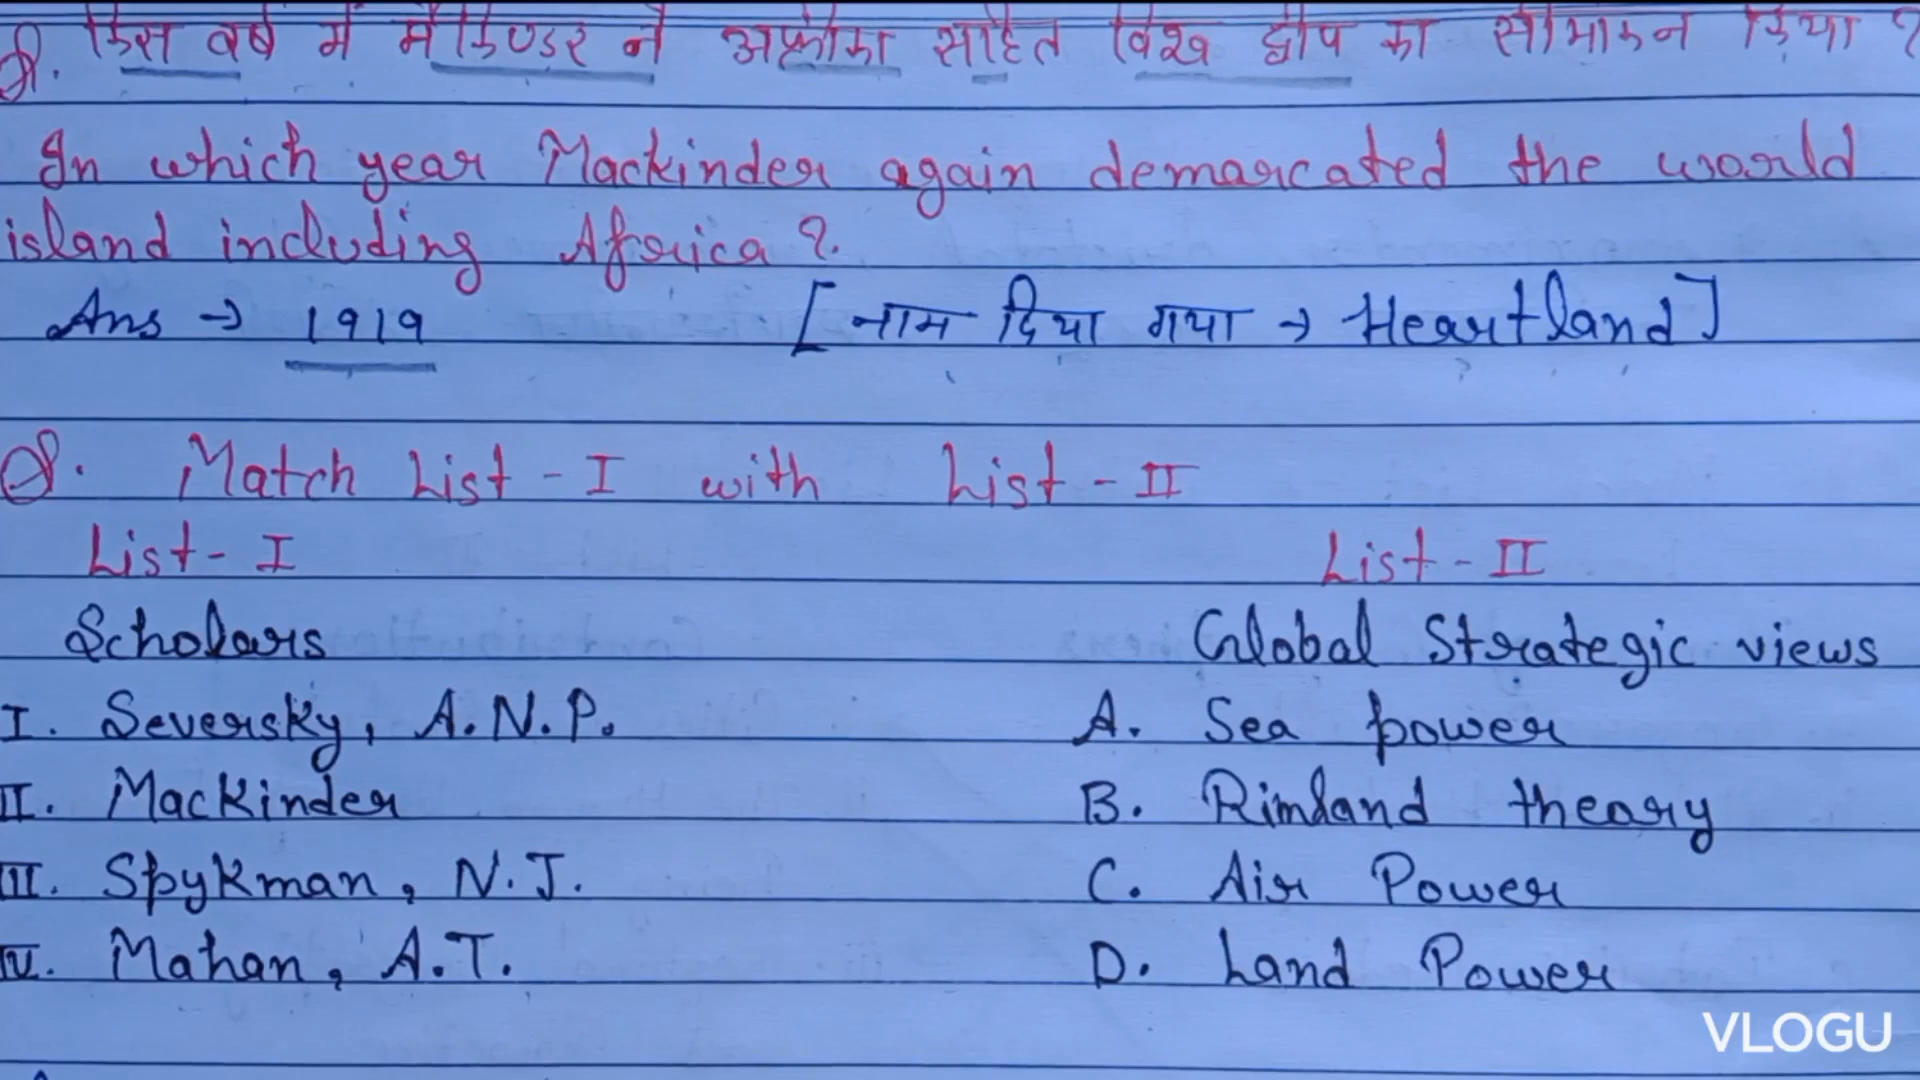 Q. किस वर्ष में मैकिण्डर ने अफ्रीका सहित विश्व द्वीप का सीमांकन किया ?
In which year Mackinder again demarcated the world
island including Africa ?
Ans → 1919 [नाम दिया गया → Heartland]
Q. Match List - I with List - II
List - I List - II
Scholars Global Strategic views
I. Seversky, A.N.P. A. Sea power
II. Mackinder B. Rimland theory
III. Spykman, N.J. C. Air Power
IV. Mahan, A.T. D. Land Power
VLOGU